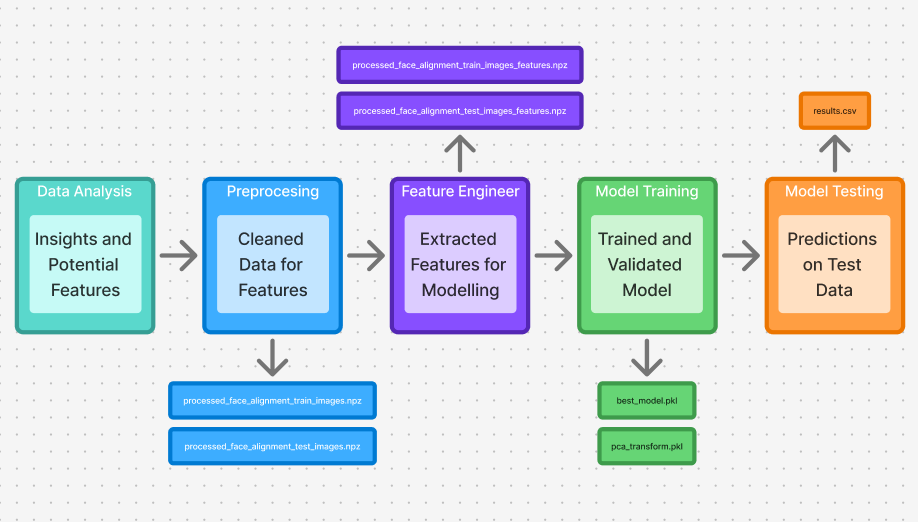 processed_face_alignment_train_images_features.npz
processed_face_alignment_test_images_features.npz
results.csv
Data Analysis
Insights and
Potential
Features
Preprocesing
Cleaned
Data for
Features
Feature Engineer
Extracted
Features for
Modelling
Model Training
Trained and
Validated
Model
Model Testing
Predictions
on Test
Data
processed_face_alignment_train_images.npz
processed_face_alignment_test_images.npz
best_model.pkl
pca_transform.pkl